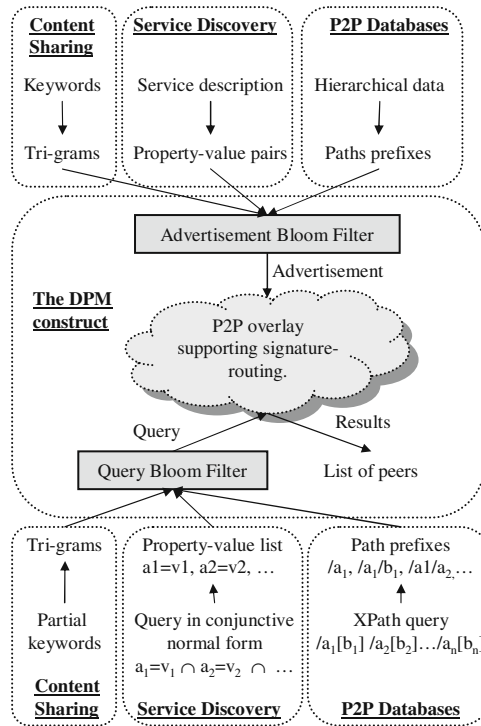 Content
Sharing
Keywords
Tri-grams
Service Discovery
Service description
Property-value pairs
P2P Databases
Hierarchical data
Paths prefixes
Advertisement Bloom Filter
Advertisement
The DPM
construct
P2P overlay
supporting signature-
routing.
Query
Results
Query Bloom Filter
List of peers
Tri-grams
Partial
keywords
Content
Sharing
Property-value list
a1=v1, a2=v2, …
Query in conjunctive
normal form
a₁=v₁ ∩ a₂=v₂ ∩ …
Service Discovery
Path prefixes
/a₁, /a₁/b₁, /a1/a₂,…
XPath query
/a₁[b₁] /a₂[b₂]…/aₙ[bₙ]
P2P Databases